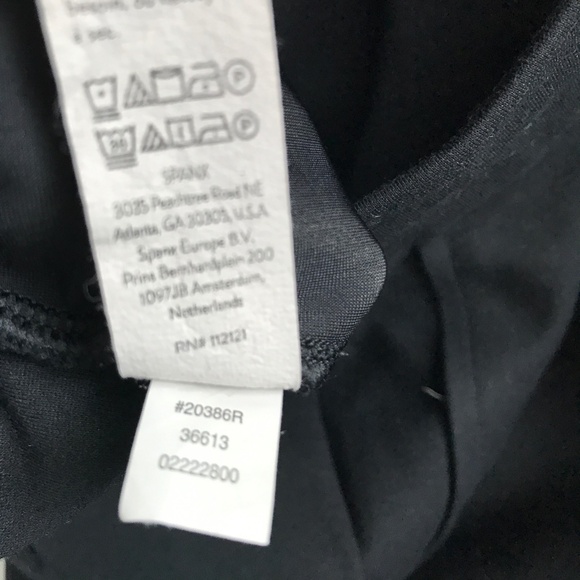 SPANX
3035 Peachtree Road NE
Atlanta, GA 30305, U.S.A
Spanx Europe B.V.
Prins Bernhardplein 200
1097JB Amsterdam,
Netherlands
RN# 112121
#20386R
36613
02222800